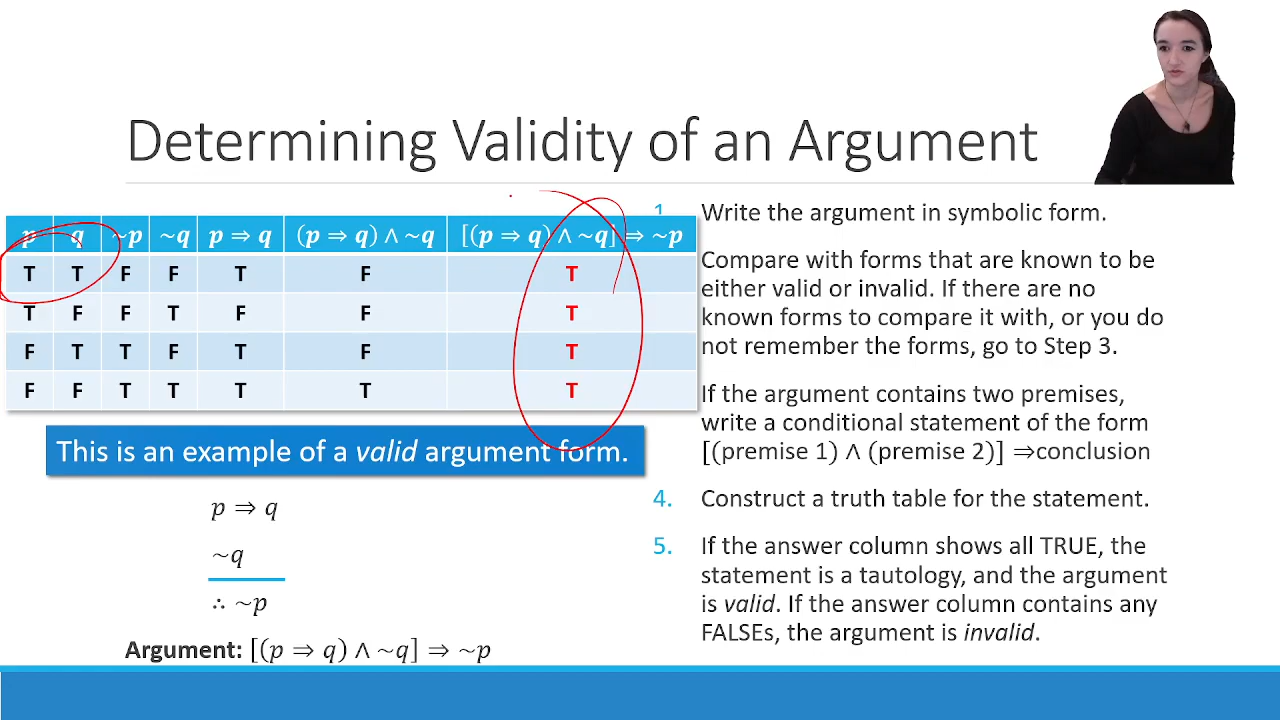 Determining Validity of an Argument
p q ~p ~q p ⇒ q (p ⇒ q) ∧ ~q [(p ⇒ q) ∧ ~q] ⇒ ~p
T T F F T F T
T F F T F F T
F T T F T F T
F F T T T T T
This is an example of a valid argument form.
p ⇒ q
~q
∴ ~p
Argument: [(p ⇒ q) ∧ ~q] ⇒ ~p
1. Write the argument in symbolic form.
Compare with forms that are known to be
either valid or invalid. If there are no
known forms to compare it with, or you do
not remember the forms, go to Step 3.
If the argument contains two premises,
write a conditional statement of the form
[(premise 1) ∧ (premise 2)] ⇒conclusion
4. Construct a truth table for the statement.
5. If the answer column shows all TRUE, the
statement is a tautology, and the argument
is valid. If the answer column contains any
FALSEs, the argument is invalid.